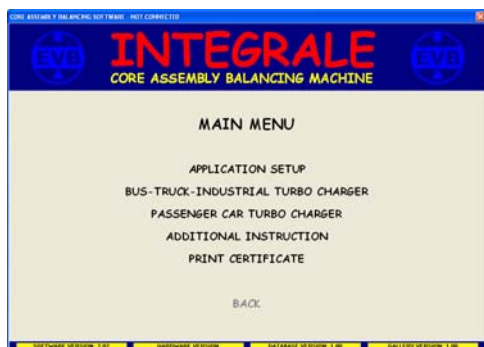 CORE ASSEMBLY BALANCING SOFTWARE - NOT CONNECTED
EVB
INTEGRALE
EVB
CORE ASSEMBLY BALANCING MACHINE
MAIN MENU
APPLICATION SETUP
BUS-TRUCK-INDUSTRIAL TURBO CHARGER
PASSENGER CAR TURBO CHARGER
ADDITIONAL INSTRUCTION
PRINT CERTIFICATE
BACK
SOFTWARE VERSION HARDWARE VERSION DATABASE VERSION GALLERY VERSION